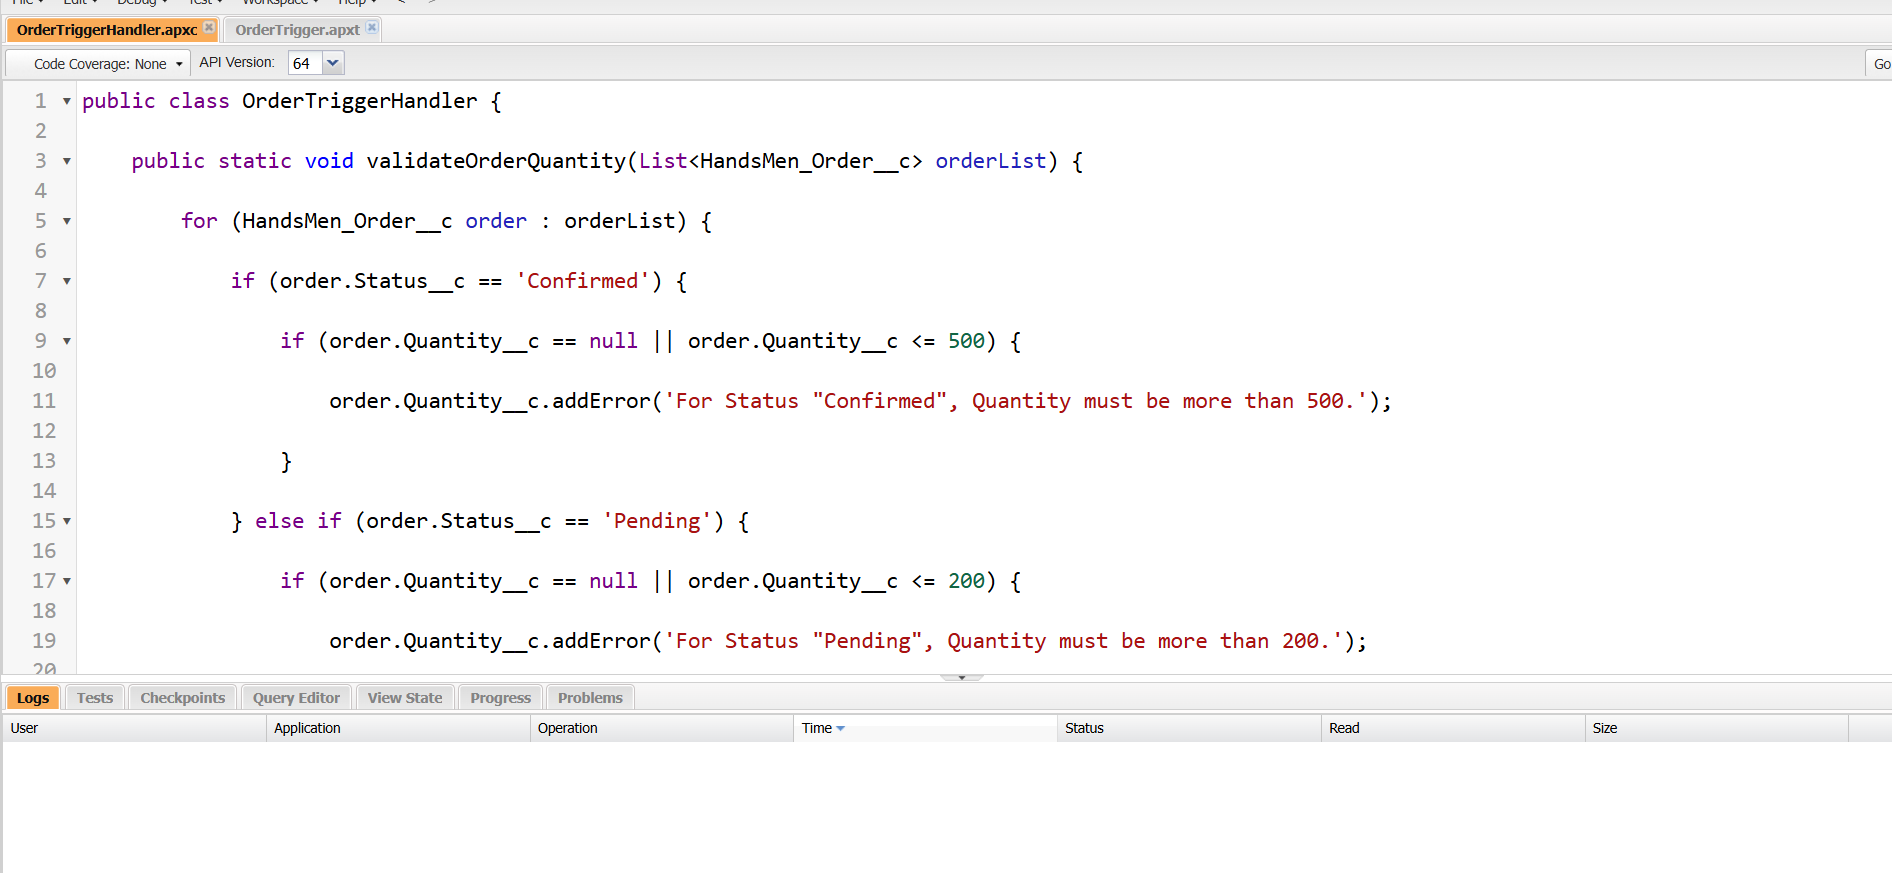 File Edit Debug Test Workspace Help < >
OrderTriggerHandler.apxc OrderTrigger.apxt
Code Coverage: None API Version: 64 Go
1 public class OrderTriggerHandler {
2
3 public static void validateOrderQuantity(List<HandsMen_Order__c> orderList) {
4
5 for (HandsMen_Order__c order : orderList) {
6
7 if (order.Status__c == 'Confirmed') {
8
9 if (order.Quantity__c == null || order.Quantity__c <= 500) {
10
11 order.Quantity__c.addError('For Status "Confirmed", Quantity must be more than 500.');
12
13 }
14
15 } else if (order.Status__c == 'Pending') {
16
17 if (order.Quantity__c == null || order.Quantity__c <= 200) {
18
19 order.Quantity__c.addError('For Status "Pending", Quantity must be more than 200.');
20
Logs Tests Checkpoints Query Editor View State Progress Problems
User Application Operation Time Status Read Size